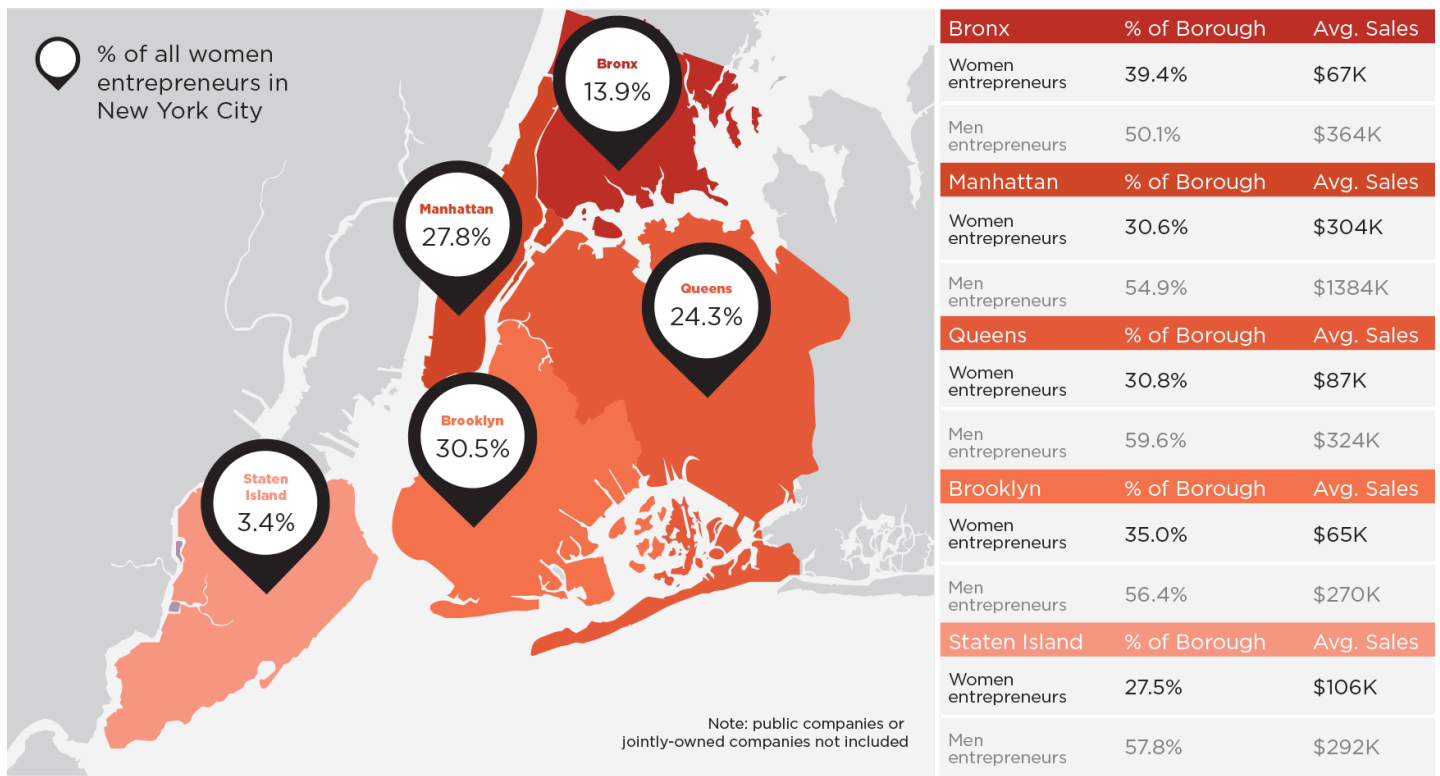 % of all women
entrepreneurs in
New York City
Bronx
13.9%
Manhattan
27.8%
Queens
24.3%
Brooklyn
30.5%
Staten
Island
3.4%
Note: public companies or
jointly-owned companies not included
Bronx % of Borough Avg. Sales
Women
entrepreneurs 39.4% $67K
Men
entrepreneurs 50.1% $364K
Manhattan % of Borough Avg. Sales
Women
entrepreneurs 30.6% $304K
Men
entrepreneurs 54.9% $1384K
Queens % of Borough Avg. Sales
Women
entrepreneurs 30.8% $87K
Men
entrepreneurs 59.6% $324K
Brooklyn % of Borough Avg. Sales
Women
entrepreneurs 35.0% $65K
Men
entrepreneurs 56.4% $270K
Staten Island % of Borough Avg. Sales
Women
entrepreneurs 27.5% $106K
Men
entrepreneurs 57.8% $292K